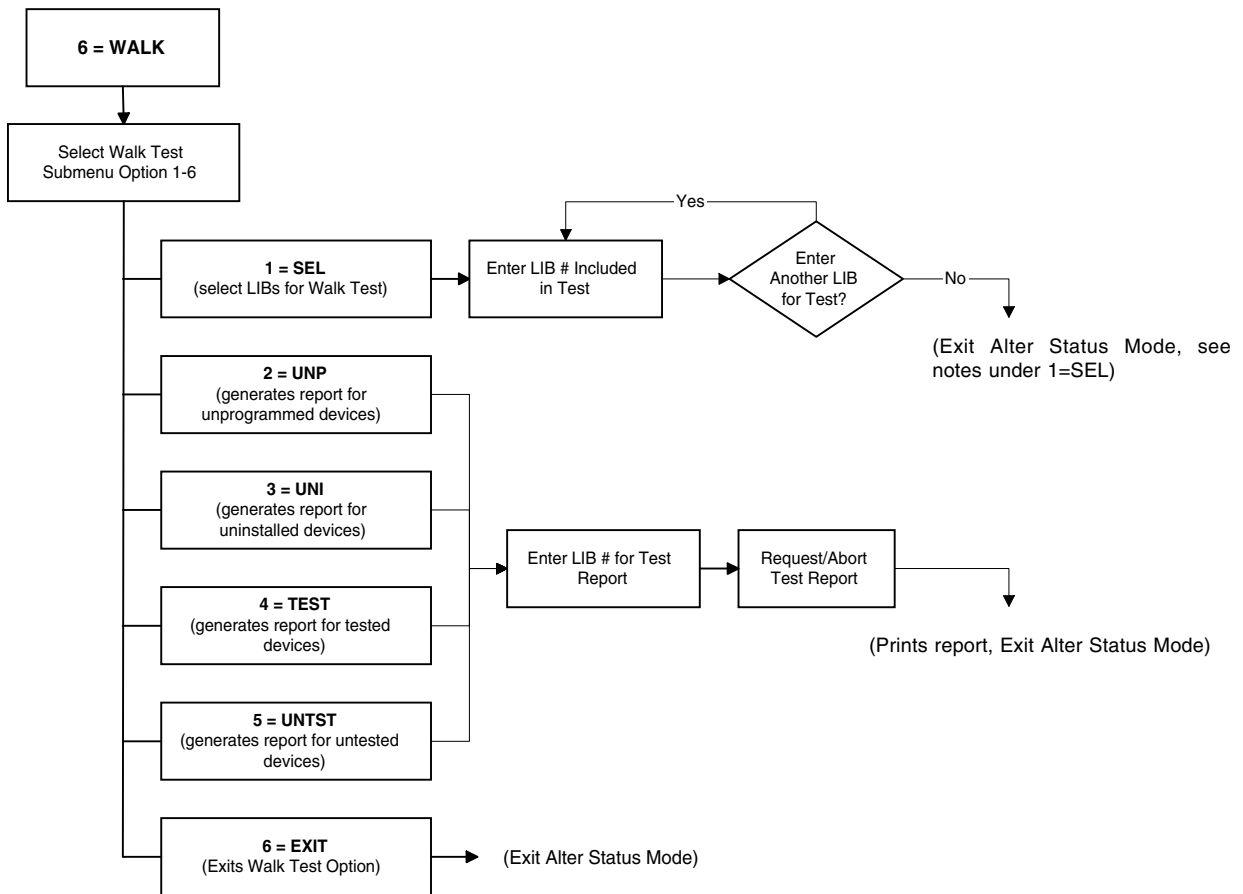 6 = WALK
Select Walk Test
Submenu Option 1-6
Yes
1 = SEL
(select LIBs for Walk Test)
Enter LIB # Included
in Test
Enter
Another LIB
for Test?
No
(Exit Alter Status Mode, see
notes under 1=SEL)
2 = UNP
(generates report for
unprogrammed devices)
3 = UNI
(generates report for
uninstalled devices)
Enter LIB # for Test
Report
Request/Abort
Test Report
4 = TEST
(generates report for tested
devices)
(Prints report, Exit Alter Status Mode)
5 = UNTST
(generates report for untested
devices)
6 = EXIT
(Exits Walk Test Option)
(Exit Alter Status Mode)